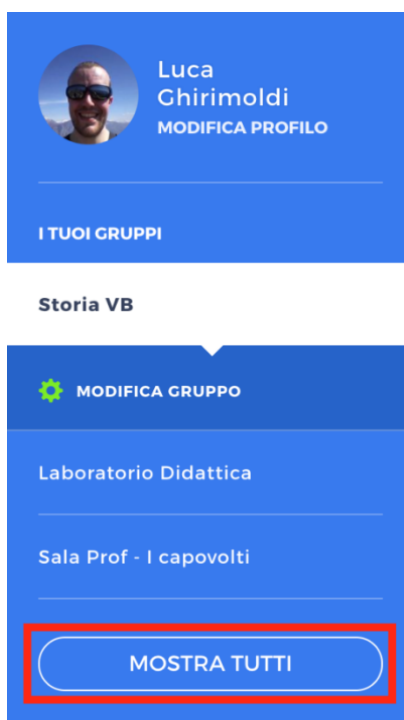 Luca
Ghirimoldi
MODIFICA PROFILO
I TUOI GRUPPI
Storia VB
MODIFICA GRUPPO
Laboratorio Didattica
Sala Prof - I capovolti
MOSTRA TUTTI